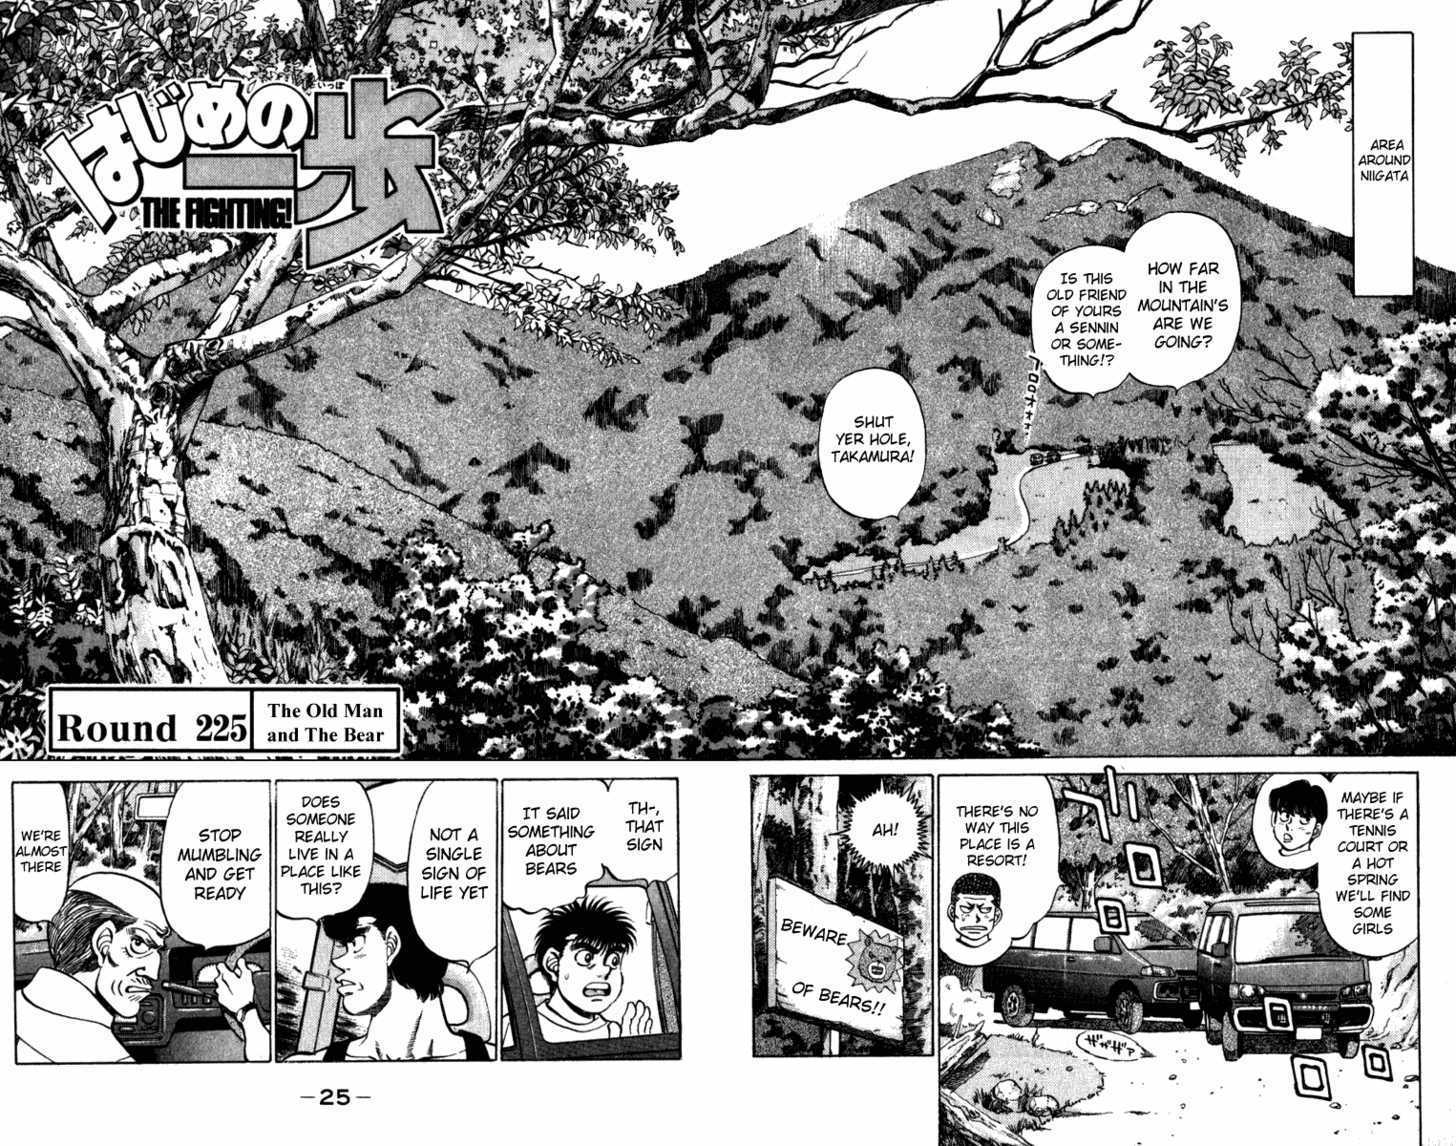 いっぽ
はじめの一歩
THE FIGHTING!
AREA
AROUND
NIIGATA
HOW FAR
IN THE
MOUNTAIN'S
ARE WE
GOING?
IS THIS
OLD FRIEND
OF YOURS
A SENNIN
OR SOME-
THING!?
SHUT
YER HOLE,
TAKAMURA!
Round 225
The Old Man
and The Bear
MAYBE IF
THERE'S A
TENNIS
COURT OR
A HOT
SPRING
WE'LL FIND
SOME
GIRLS
THERE'S NO
WAY THIS
PLACE IS A
RESORT!
AH!
BEWARE
OF BEARS!!
TH-,
THAT
SIGN
IT SAID
SOMETHING
ABOUT
BEARS
NOT A
SINGLE
SIGN OF
LIFE YET
DOES
SOMEONE
REALLY
LIVE IN A
PLACE LIKE
THIS?
STOP
MUMBLING
AND GET
READY
WE'RE
ALMOST
THERE
—25—